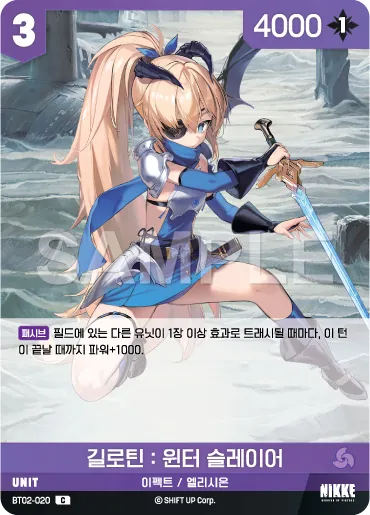 3
4000 1
SAMPLE
패시브 필드에 있는 다른 유닛이 1장 이상 효과로 트래시될 때마다, 이 턴
이 끝날 때까지 파워+1000.
길로틴 : 윈터 슬레이어
UNIT
이펙트 / 엘리시온
BT02-020 C
© SHIFT UP Corp.
NIKKE